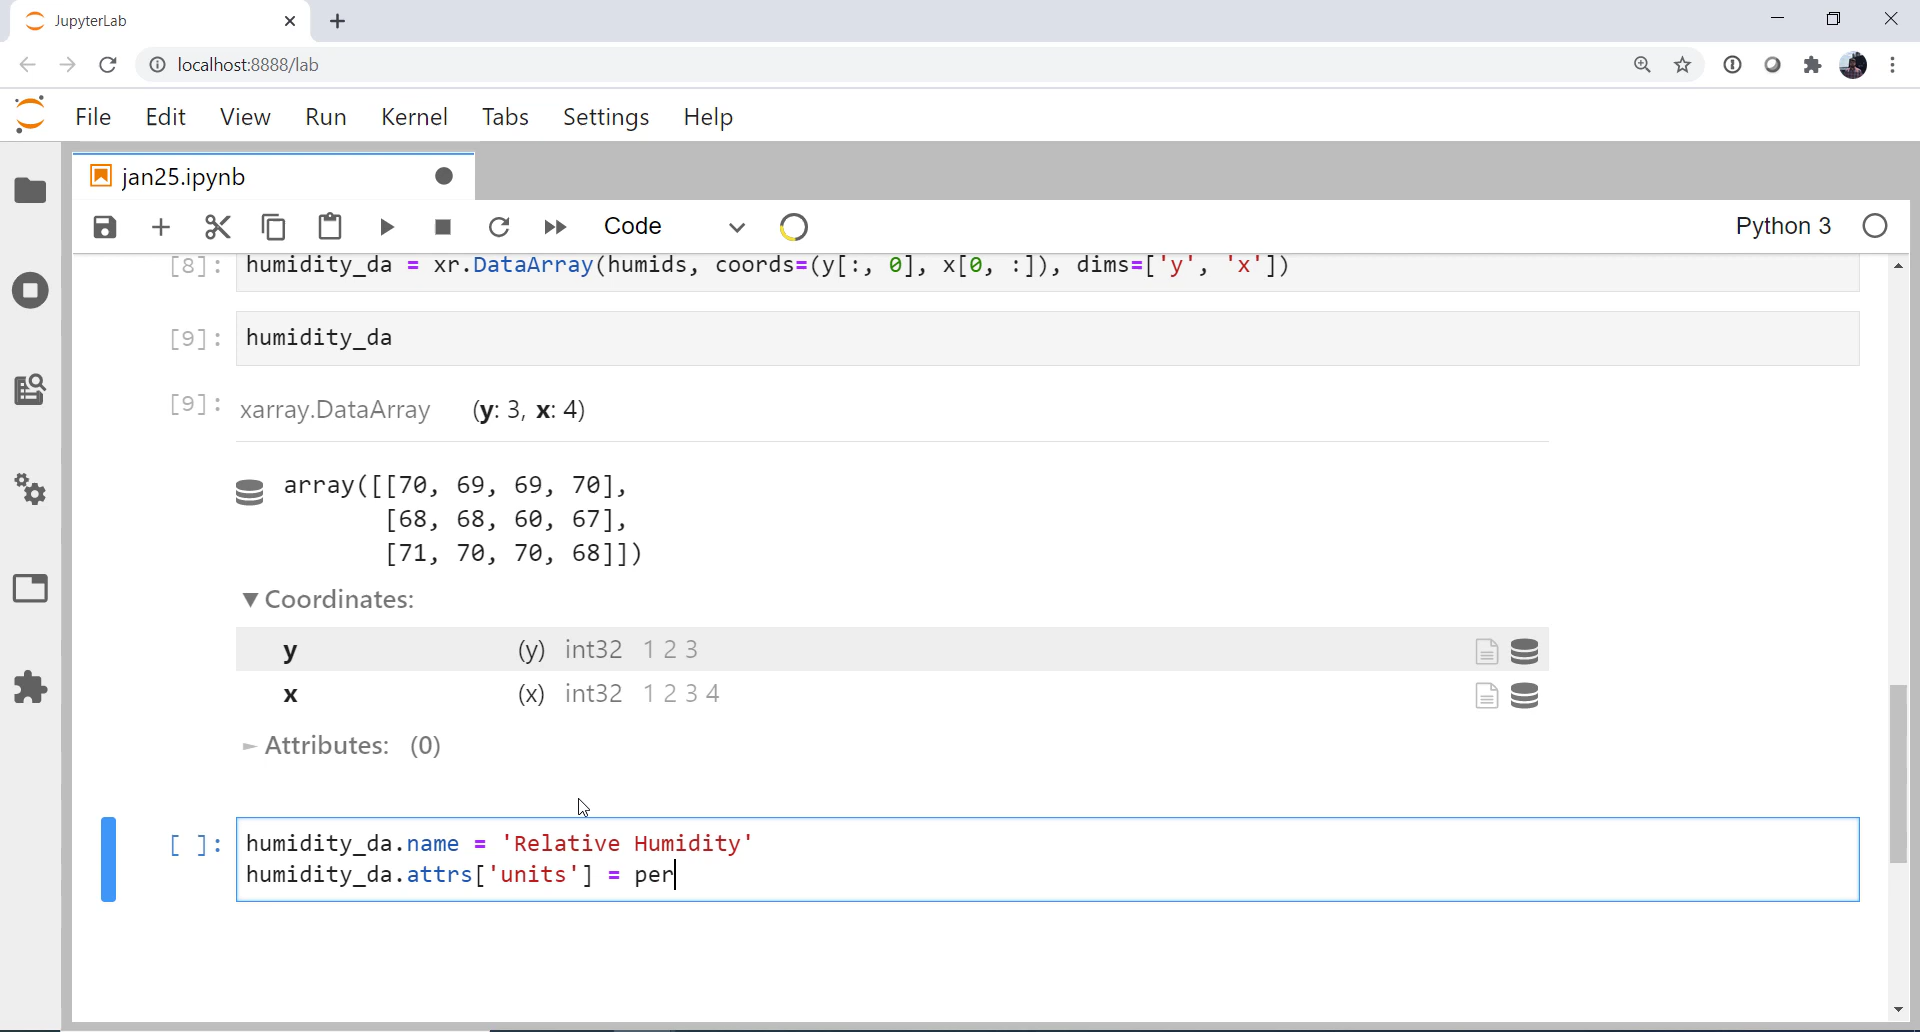 JupyterLab
localhost:8888/lab
File Edit View Run Kernel Tabs Settings Help
jan25.ipynb
Code Python 3
[8]: humidity_da = xr.DataArray(humids, coords=(y[:, 0], x[0, :]), dims=['y', 'x'])
[9]: humidity_da
[9]: xarray.DataArray (y: 3, x: 4)
array([[70, 69, 69, 70],
[68, 68, 60, 67],
[71, 70, 70, 68]])
▼ Coordinates:
y (y) int32 1 2 3
x (x) int32 1 2 3 4
► Attributes: (0)
[ ]: humidity_da.name = 'Relative Humidity'
humidity_da.attrs['units'] = per